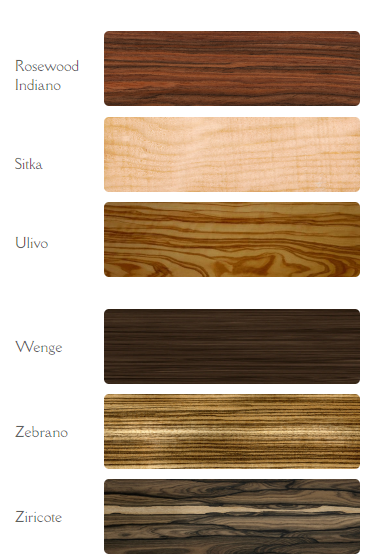 Rosewood
Indiano
Sitka
Ulivo
Wenge
Zebrano
Ziricote